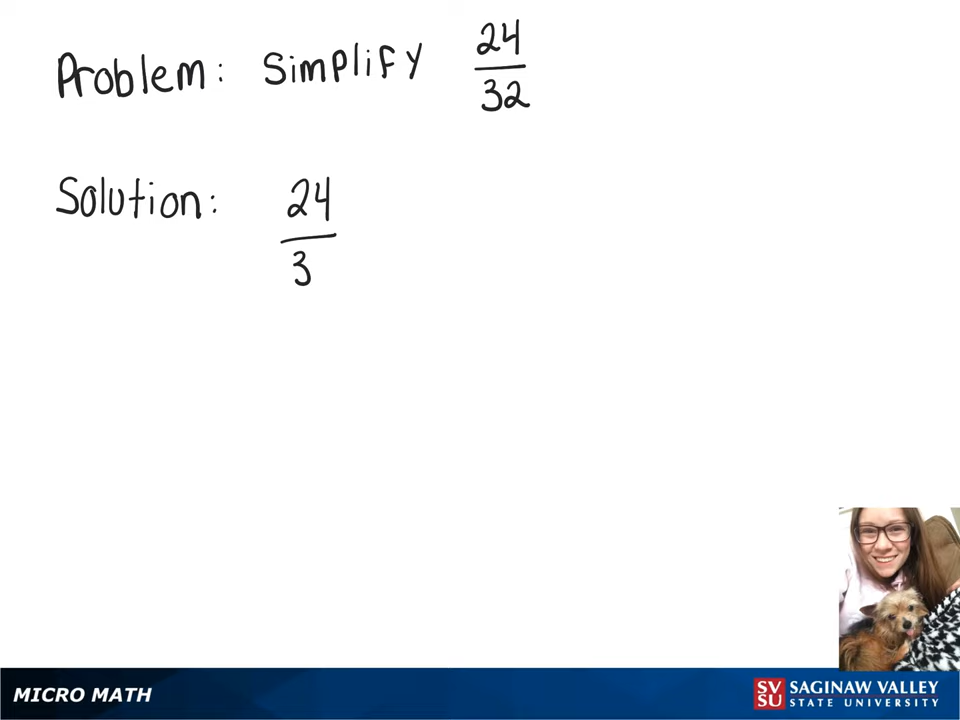 Problem: Simplify 24
32
Solution: 24
3
MICRO MATH
SV SU SAGINAW VALLEY
STATE UNIVERSITY